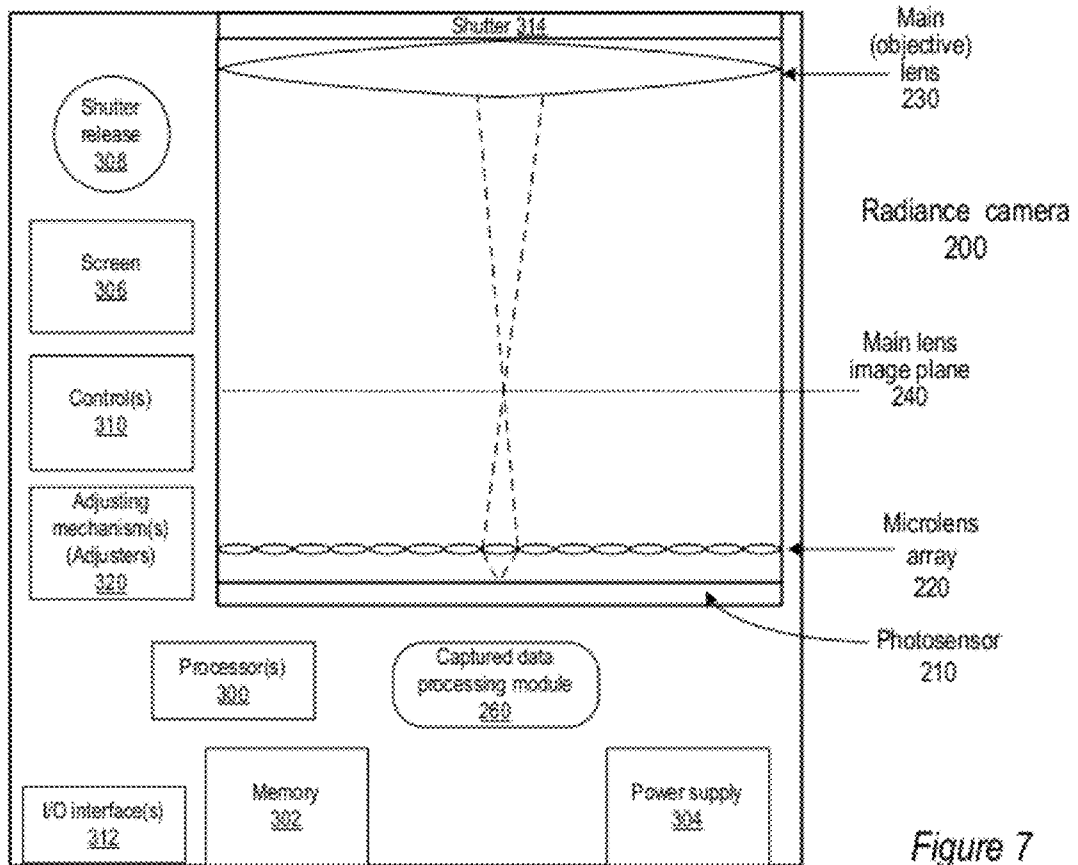 Shutter 314
Main
(objective)
lens
230
Shutter
release
308
Radiance camera
200
Screen
306
Main lens
image plane
240
Control(s)
310
Adjusting
mechanism(s)
(Adjusters)
320
Microlens
array
220
Photosensor
210
Processor(s)
300
Captured data
processing module
260
I/O interface(s)
312
Memory
302
Power supply
304
Figure 7